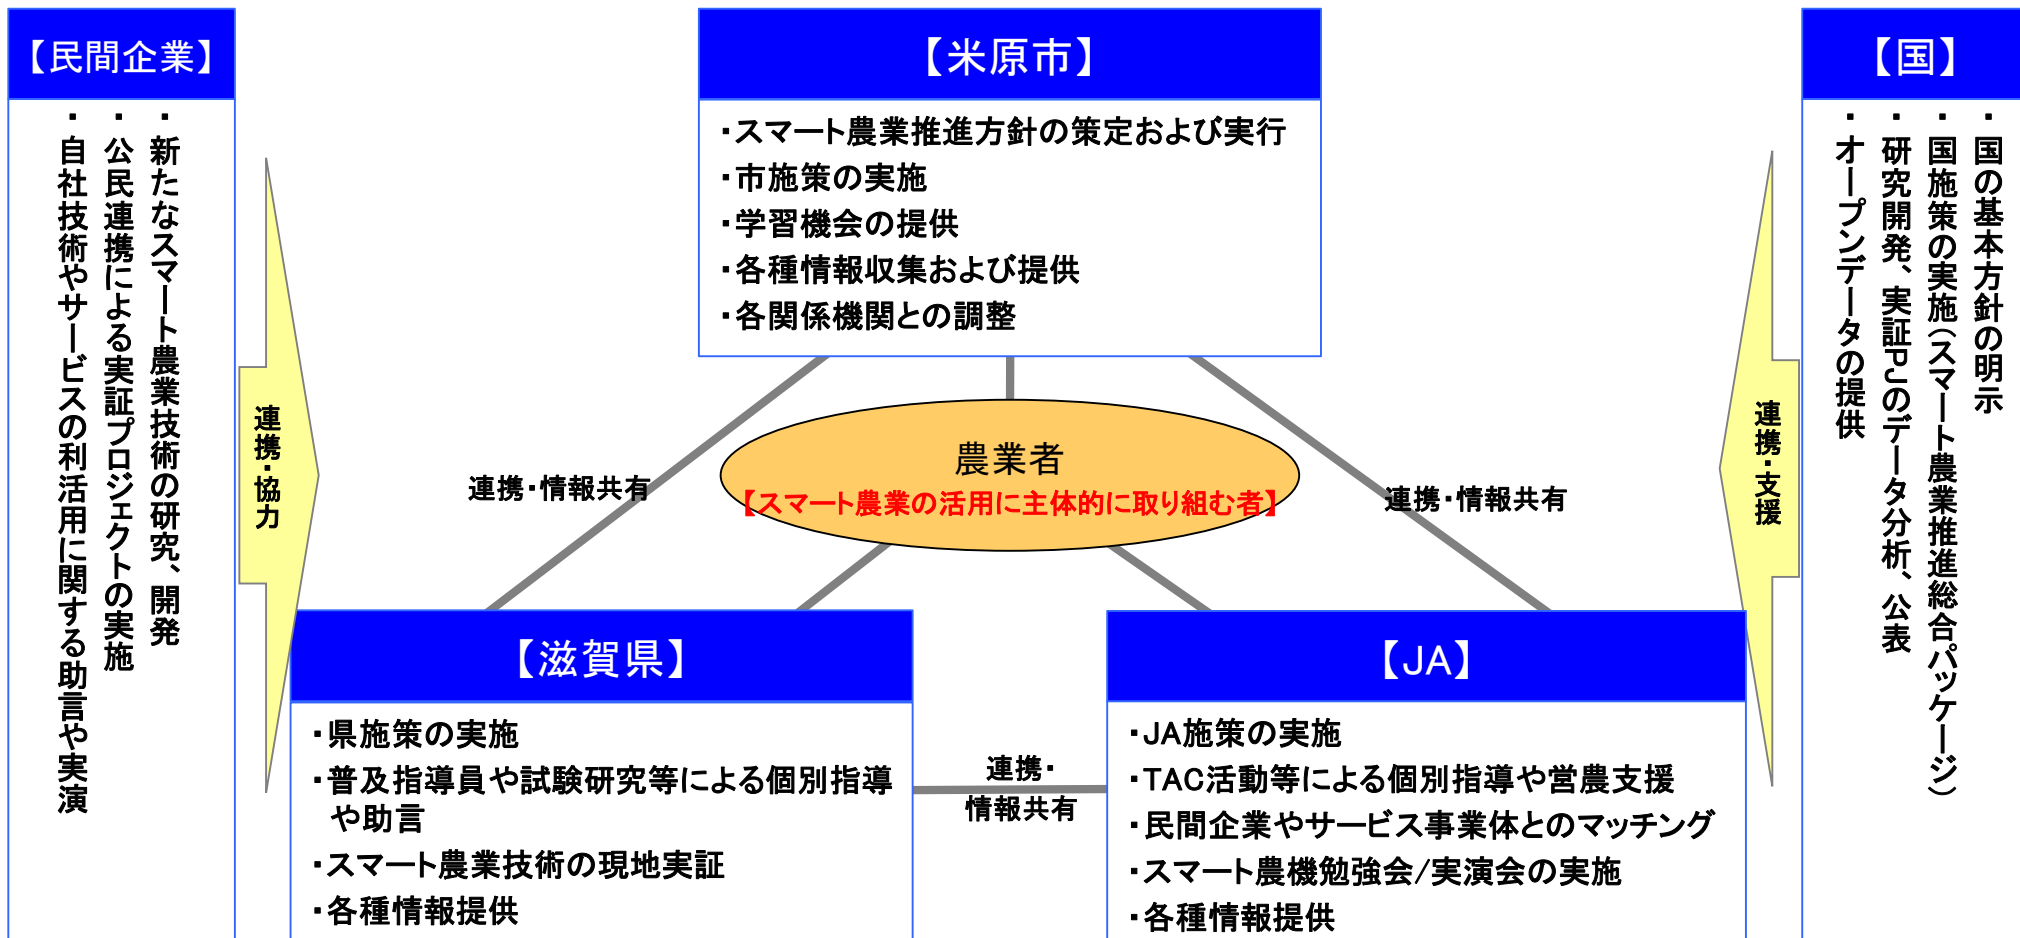 【民間企業】
・新たなスマート農業技術の研究、開発
・公民連携による実証プロジェクトの実施
・自社技術やサービスの利活用に関する助言や実演
連携・協力
【米原市】
・スマート農業推進方針の策定および実行
・市施策の実施
・学習機会の提供
・各種情報収集および提供
・各関係機関との調整
【国】
・国の基本方針の明示
・国施策の実施（スマート農業推進総合パッケージ）
・研究開発、実証PJのデータ分析、公表
・オープンデータの提供
連携・支援
農業者
【スマート農業の活用に主体的に取り組む者】
連携・情報共有
連携・情報共有
【滋賀県】
・県施策の実施
・普及指導員や試験研究等による個別指導
や助言
・スマート農業技術の現地実証
・各種情報提供
連携・
情報共有
【JA】
・JA施策の実施
・TAC活動等による個別指導や営農支援
・民間企業やサービス事業体とのマッチング
・スマート農機勉強会/実演会の実施
・各種情報提供